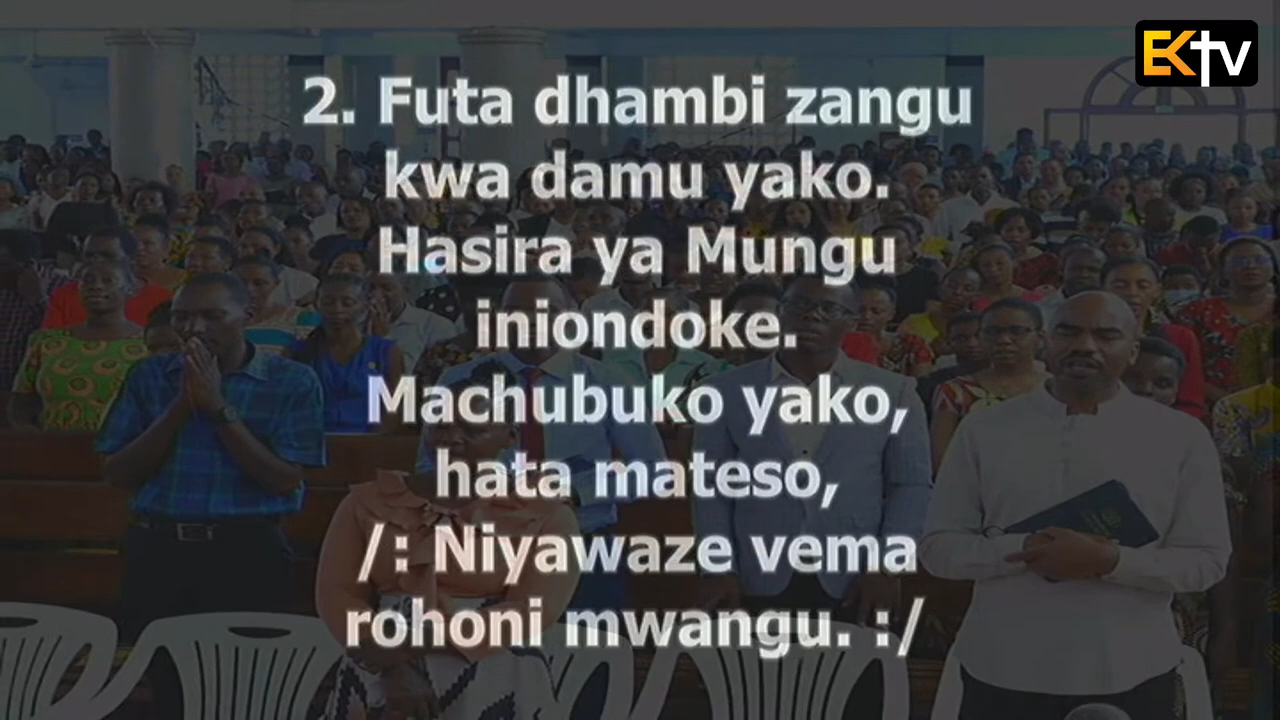 EKtv
2. Futa dhambi zangu
kwa damu yako.
Hasira ya Mungu
iniondoke.
Machubuko yako,
hata mateso,
/: Niyawaze vema
rohoni mwangu. :/